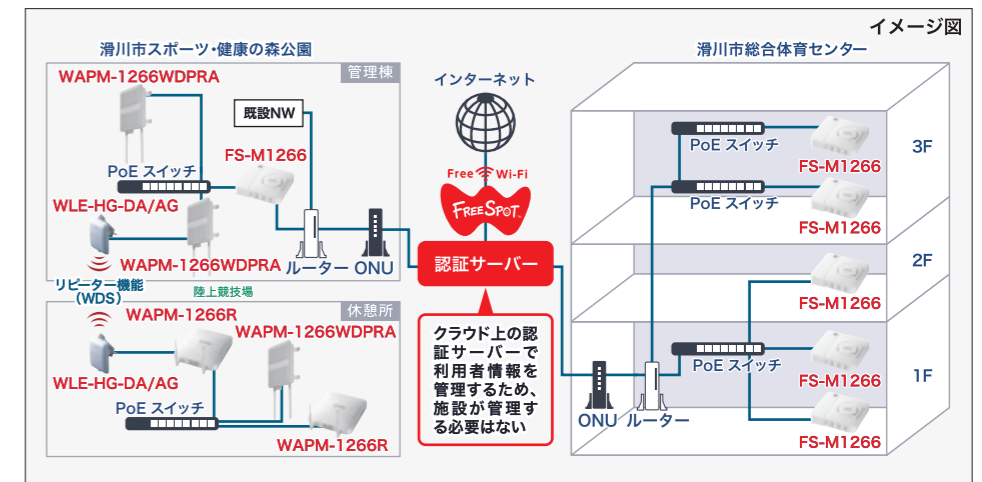 イメージ図
滑川市スポーツ・健康の森公園
管理棟
WAPM-1266WDPRA
既設NW
FS-M1266
PoE スイッチ
WLE-HG-DA/AG
WAPM-1266WDPRA
ルーター
ONU
リピーター機能
（WDS）
陸上競技場
休憩所
WAPM-1266R
WAPM-1266WDPRA
WLE-HG-DA/AG
PoE スイッチ
WAPM-1266R
インターネット
Free Wi-Fi
FREESPOT™
認証サーバー
クラウド上の認
証サーバーで
利用者情報を
管理するため、
施設が管理す
る必要はない
滑川市総合体育センター
3F
PoE スイッチ
FS-M1266
PoE スイッチ
FS-M1266
2F
FS-M1266
1F
PoE スイッチ
FS-M1266
ONU
ルーター
FS-M1266